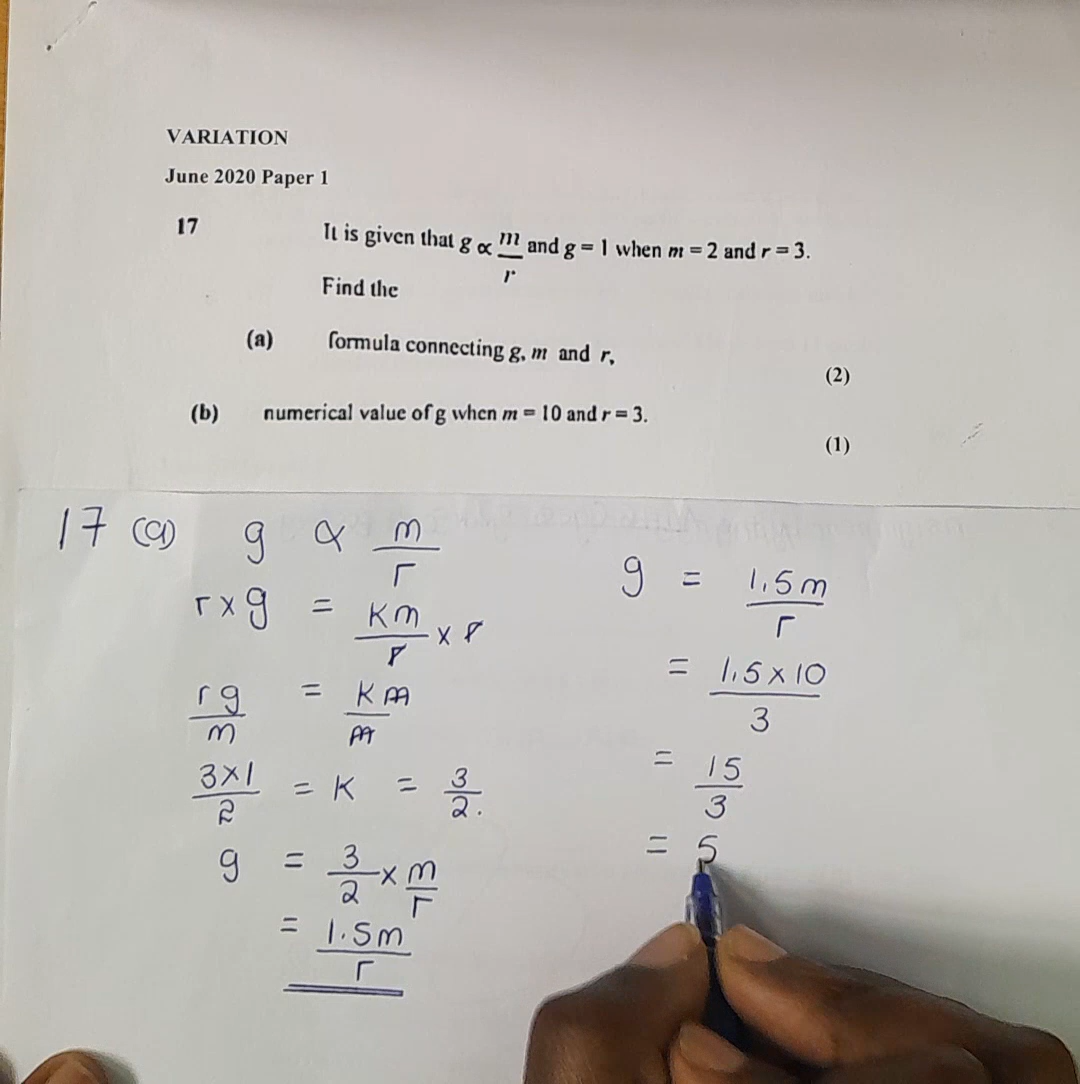 VARIATION
June 2020 Paper 1
17 It is given that g ∝ m/r and g = 1 when m = 2 and r = 3.
Find the
(a) formula connecting g, m and r,
(2)
(b) numerical value of g when m = 10 and r = 3.
(1)
17 (a) g ∝ m/r
r × g = Km/r × r
rg/m = Km/m
3×1/2 = K = 3/2.
g = 3/2 × m/r
= 1.5m/r
g = 1.5m/r
= 1.5 × 10/3
= 15/3
= 5